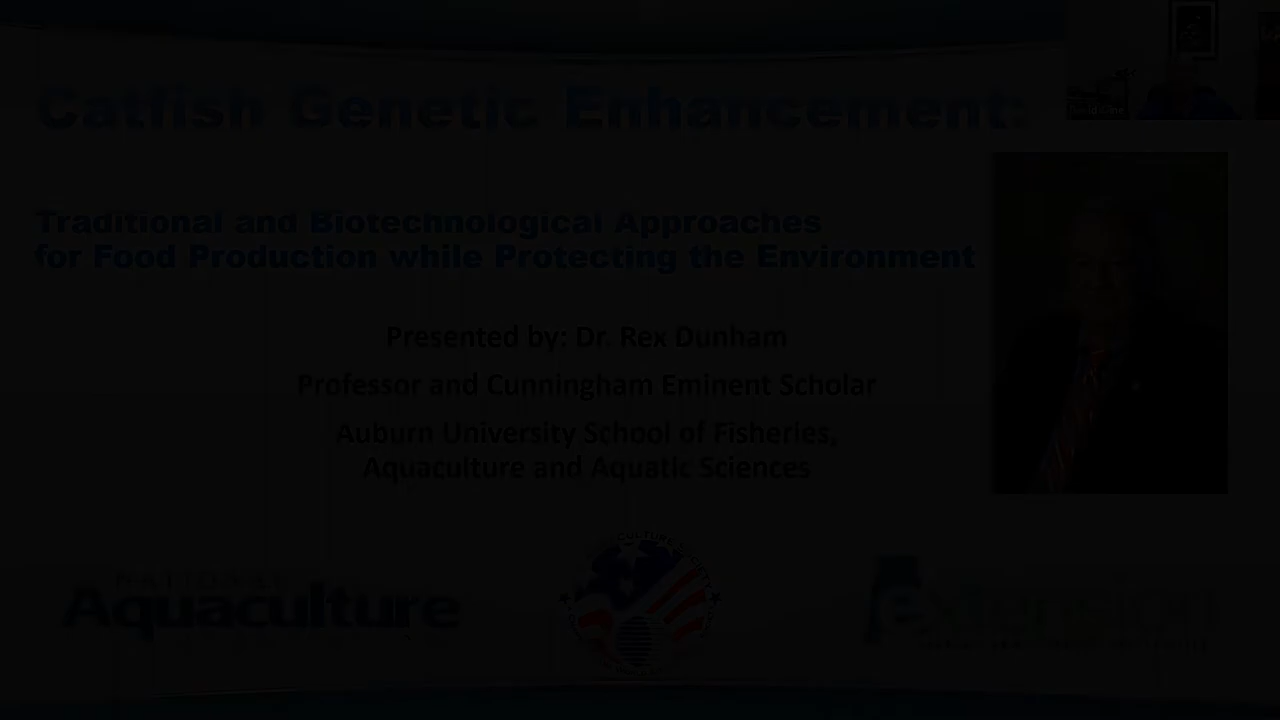 Catfish Genetic Enhancement:
Traditional and Biotechnological Approaches
for Food Production while Protecting the Environment
Presented by: Dr. Rex Dunham
Professor and Cunningham Eminent Scholar
Auburn University School of Fisheries,
Aquaculture and Aquatic Sciences
Aquaculture